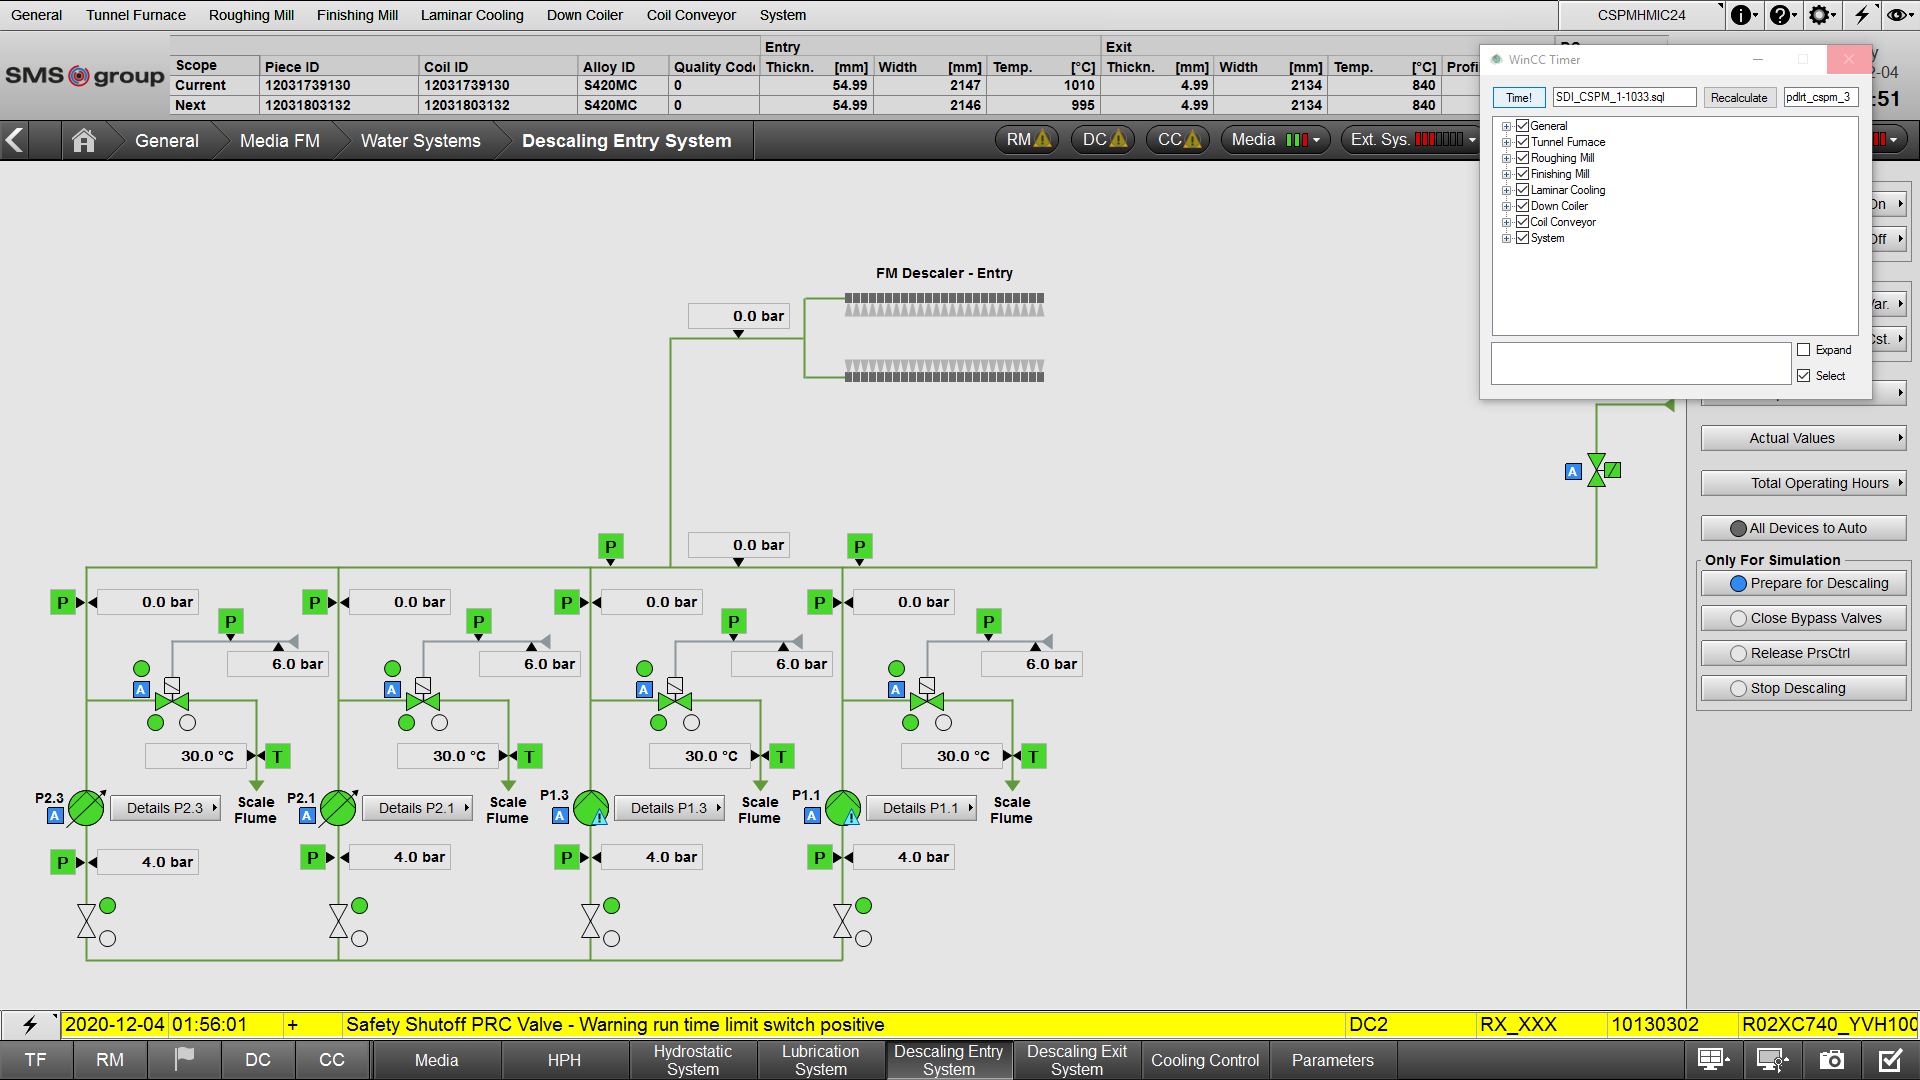 General Tunnel Furnace Roughing Mill Finishing Mill Laminar Cooling Down Coiler Coil Conveyor System CSPMHMIC24
SMS group
Entry Exit
Scope Piece ID Coil ID Alloy ID Quality Code Thickn. [mm] Width [mm] Temp. [°C] Thickn. [mm] Width [mm] Temp. [°C]
Current 12031739130 12031739130 S420MC 0 54.99 2147 1010 4.99 2134 840
Next 12031803132 12031803132 S420MC 0 54.99 2146 995 4.99 2134 840
General Media FM Water Systems Descaling Entry System RM DC CC Media Ext. Sys.
WinCC Timer
Time! SDI_CSPM_1-1033.sql Recalculate pdlrt_cspm_3
General
Tunnel Furnace
Roughing Mill
Finishing Mill
Laminar Cooling
Down Coiler
Coil Conveyor
System
Expand
Select
-04
:51
On
Off
Var.
Cst.
Actual Values
Total Operating Hours
All Devices to Auto
Only For Simulation
Prepare for Descaling
Close Bypass Valves
Release PrsCtrl
Stop Descaling
FM Descaler - Entry
0.0 bar
A
P 0.0 bar P
P 0.0 bar P 0.0 bar P 0.0 bar P 0.0 bar
P P P P
6.0 bar 6.0 bar 6.0 bar 6.0 bar
A A A A
30.0 °C T 30.0 °C T 30.0 °C T 30.0 °C T
P2.3 A Details P2.3 Scale Flume
P2.1 A Details P2.1 Scale Flume
P1.3 A Details P1.3 Scale Flume
P1.1 A Details P1.1 Scale Flume
P 4.0 bar P 4.0 bar P 4.0 bar P 4.0 bar
2020-12-04 01:56:01 + Safety Shutoff PRC Valve - Warning run time limit switch positive DC2 RX_XXX 10130302 R02XC740_YVH100
TF RM DC CC Media HPH Hydrostatic System Lubrication System Descaling Entry System Descaling Exit System Cooling Control Parameters